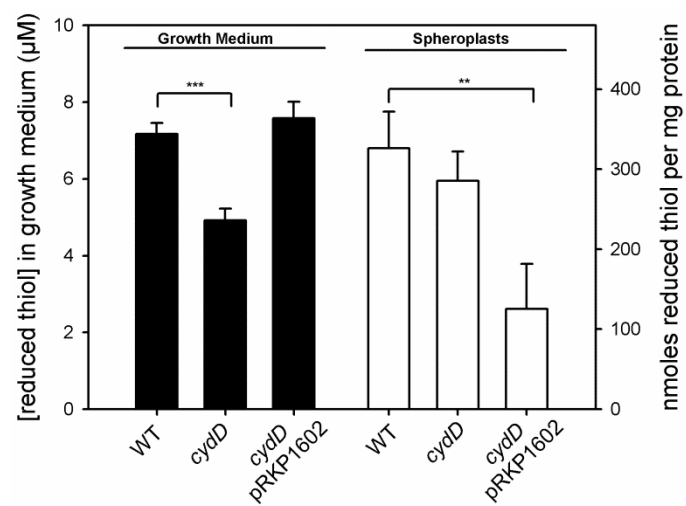 Growth Medium
Spheroplasts
***
**
[reduced thiol] in growth medium (µM)
10
8
6
4
2
0
nmoles reduced thiol per mg protein
400
300
200
100
0
WT
cydD
cydD
pRKP1602
WT
cydD
cydD
pRKP1602